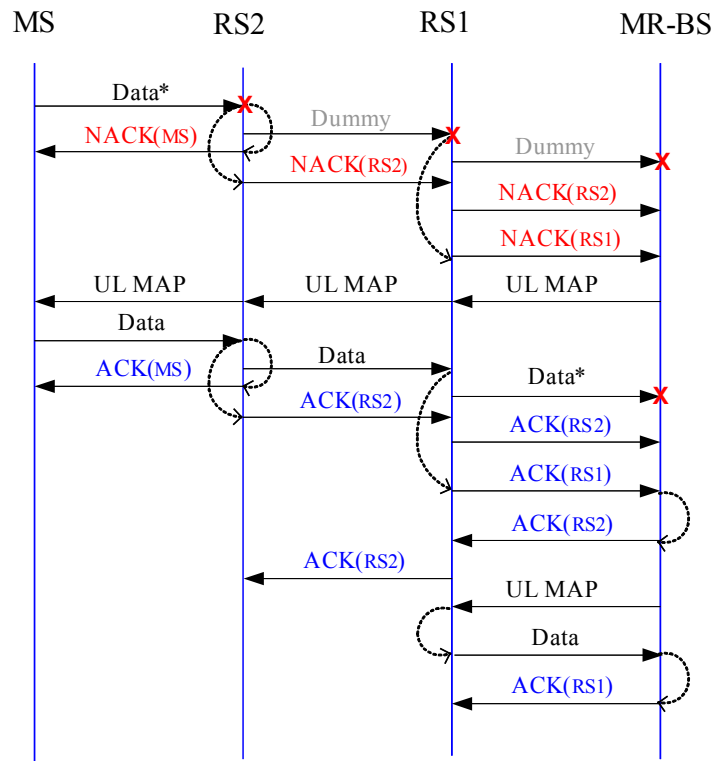 MS RS2 RS1 MR-BS
Data*
X
Dummy
X
NACK(MS)
Dummy
X
NACK(RS2)
NACK(RS2)
NACK(RS1)
UL MAP UL MAP UL MAP
Data
Data
ACK(MS)
Data*
X
ACK(RS2)
ACK(RS2)
ACK(RS1)
ACK(RS2)
ACK(RS2)
UL MAP
Data
ACK(RS1)